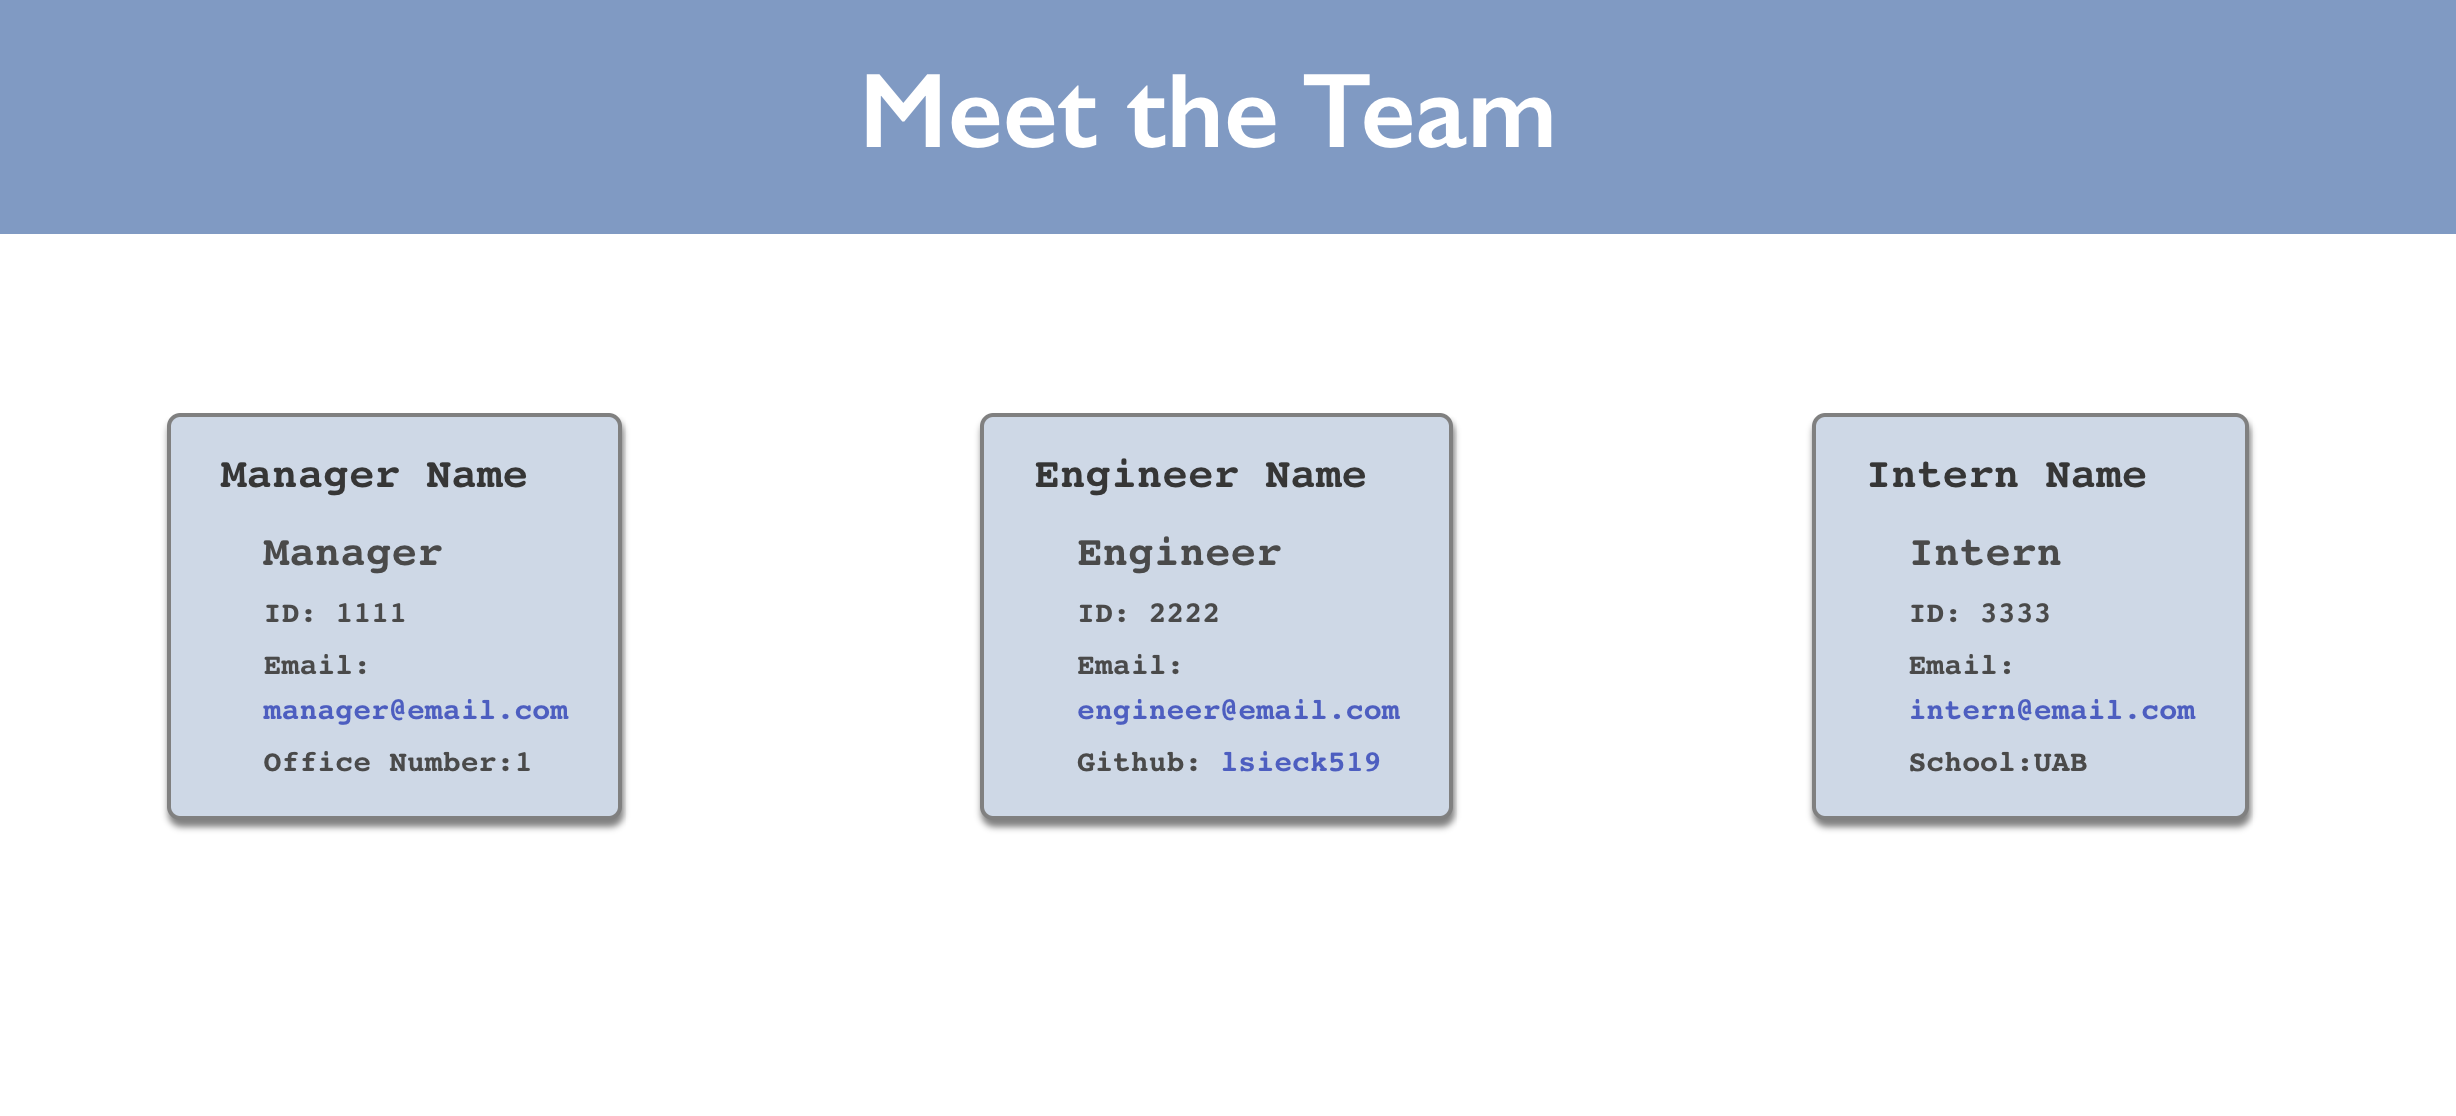 Meet the Team
Manager Name
Manager
ID: 1111
Email:
manager@email.com
Office Number:1
Engineer Name
Engineer
ID: 2222
Email:
engineer@email.com
Github: lsieck519
Intern Name
Intern
ID: 3333
Email:
intern@email.com
School:UAB